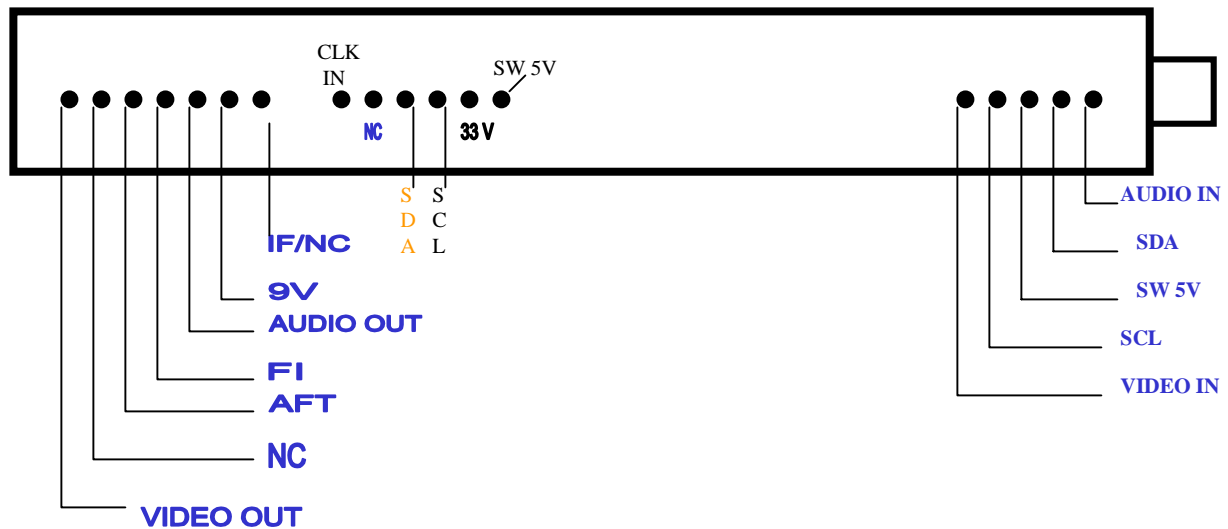 CLK
IN
SW 5V
NC
33 V
S
D
A
S
C
L
IF/NC
9V
AUDIO OUT
FI
AFT
NC
VIDEO OUT
AUDIO IN
SDA
SW 5V
SCL
VIDEO IN